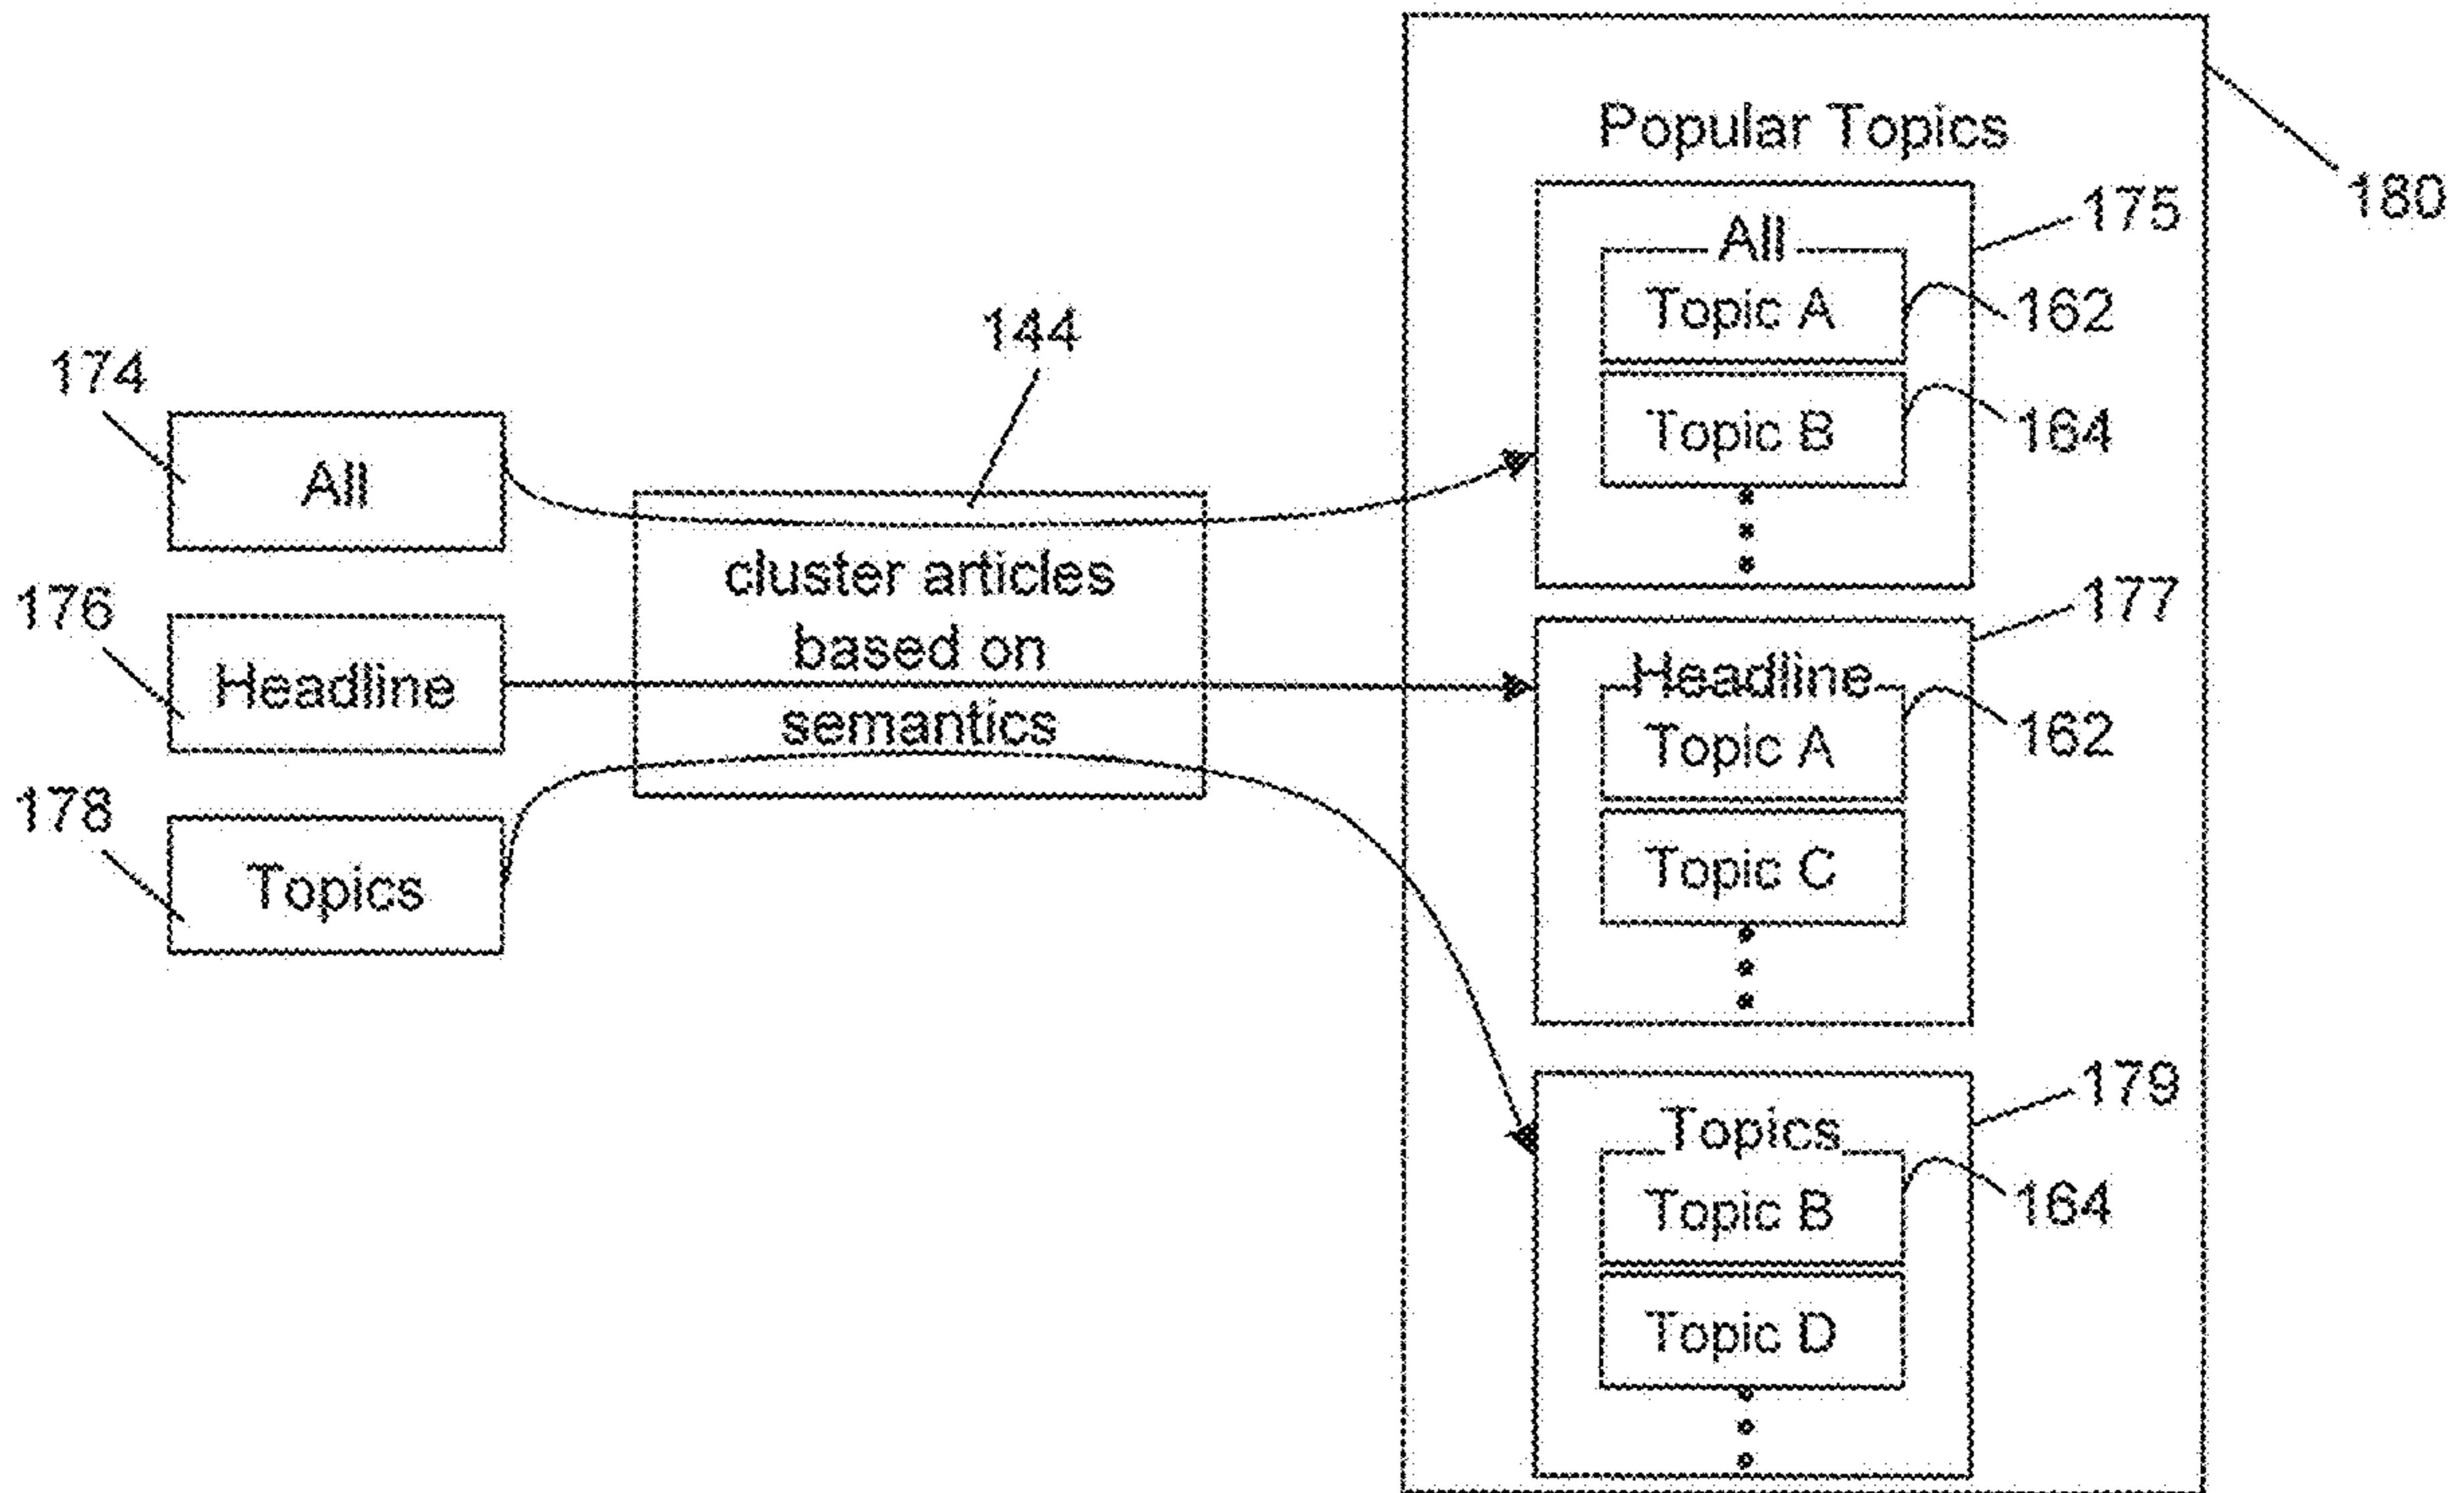 Popular Topics
180
175
All
Topic A
162
Topic B
164
144
174
All
cluster articles
based on
semantics
176
Headline
178
Topics
177
Headline
Topic A
162
Topic C
179
Topics
Topic B
164
Topic D